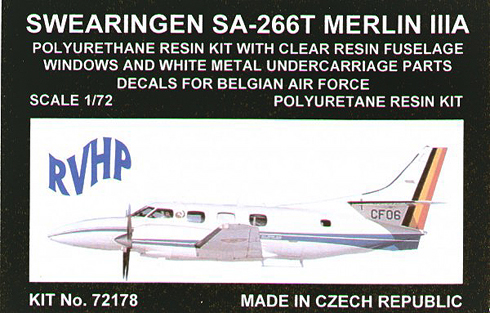 SWEARINGEN SA-266T MERLIN IIIA
POLYURETHANE RESIN KIT WITH CLEAR RESIN FUSELAGE
WINDOWS AND WHITE METAL UNDERCARRIAGE PARTS
DECALS FOR BELGIAN AIR FORCE
SCALE 1/72 POLYURETANE RESIN KIT
RVHP
CF06
KIT No. 72178 MADE IN CZECH REPUBLIC